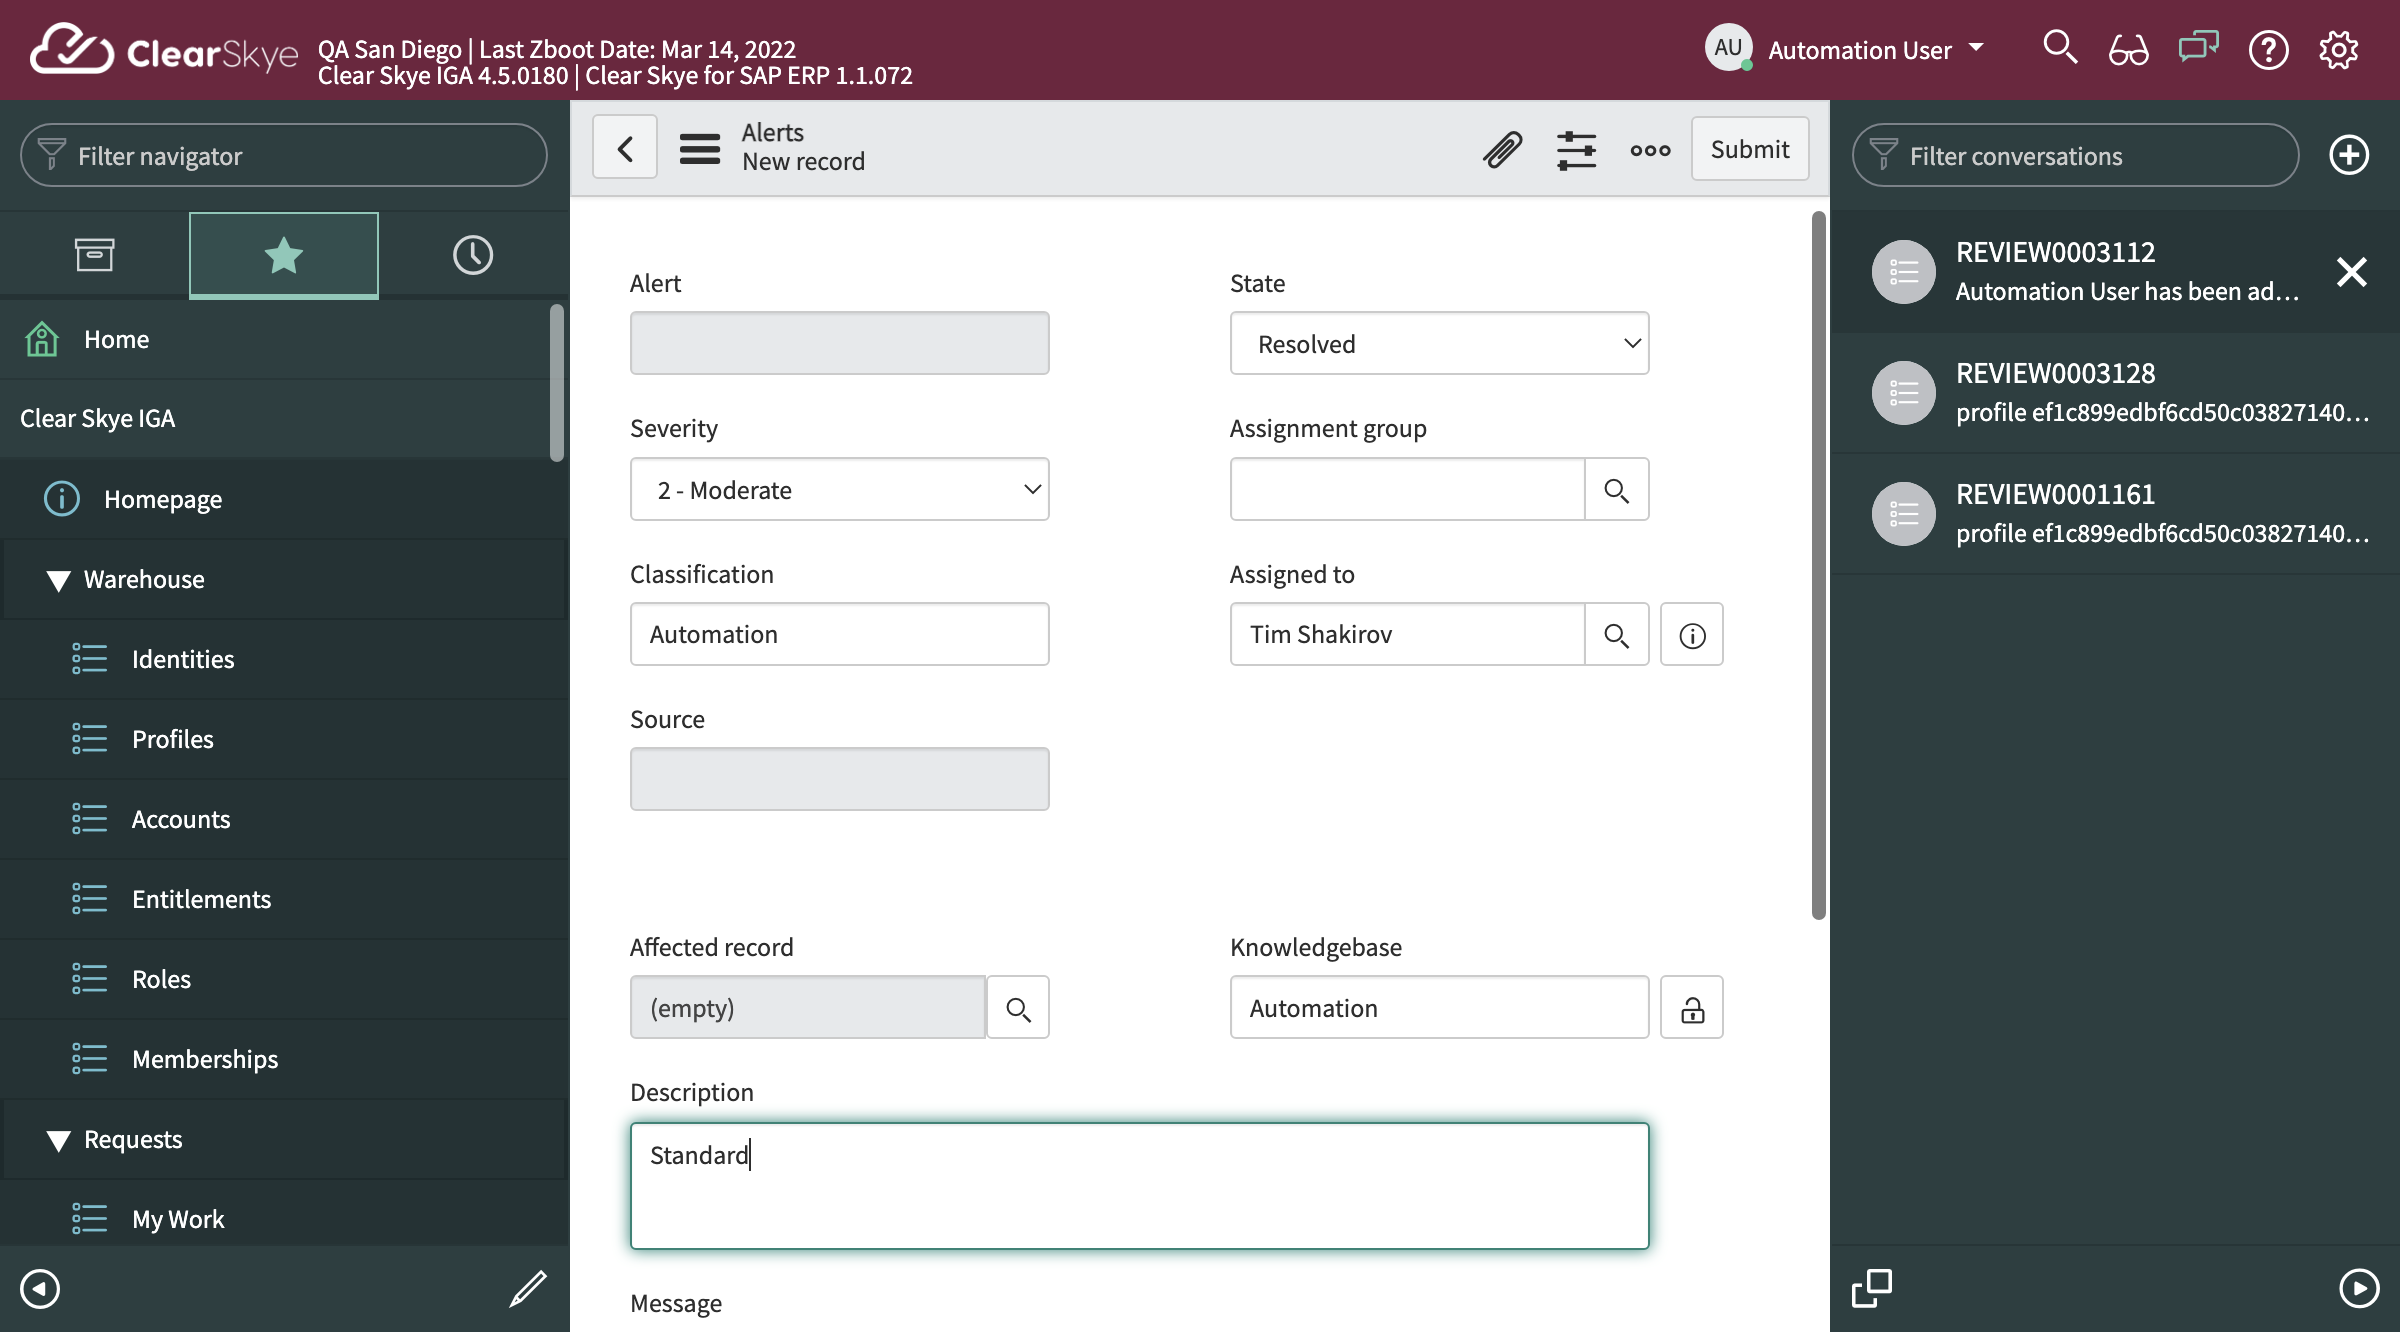 ClearSkye
QA San Diego | Last Zboot Date: Mar 14, 2022
Clear Skye IGA 4.5.0180 | Clear Skye for SAP ERP 1.1.072
AU
Automation User
Filter navigator
Home
Clear Skye IGA
Homepage
Warehouse
Identities
Profiles
Accounts
Entitlements
Roles
Memberships
Requests
My Work
Alerts
New record
Submit
Alert
State
Resolved
Severity
2 - Moderate
Assignment group
Classification
Automation
Assigned to
Tim Shakirov
Source
Affected record
(empty)
Knowledgebase
Automation
Description
Standard
Message
Filter conversations
REVIEW0003112
Automation User has been ad...
REVIEW0003128
profile ef1c899edbf6cd50c03827140...
REVIEW0001161
profile ef1c899edbf6cd50c03827140...